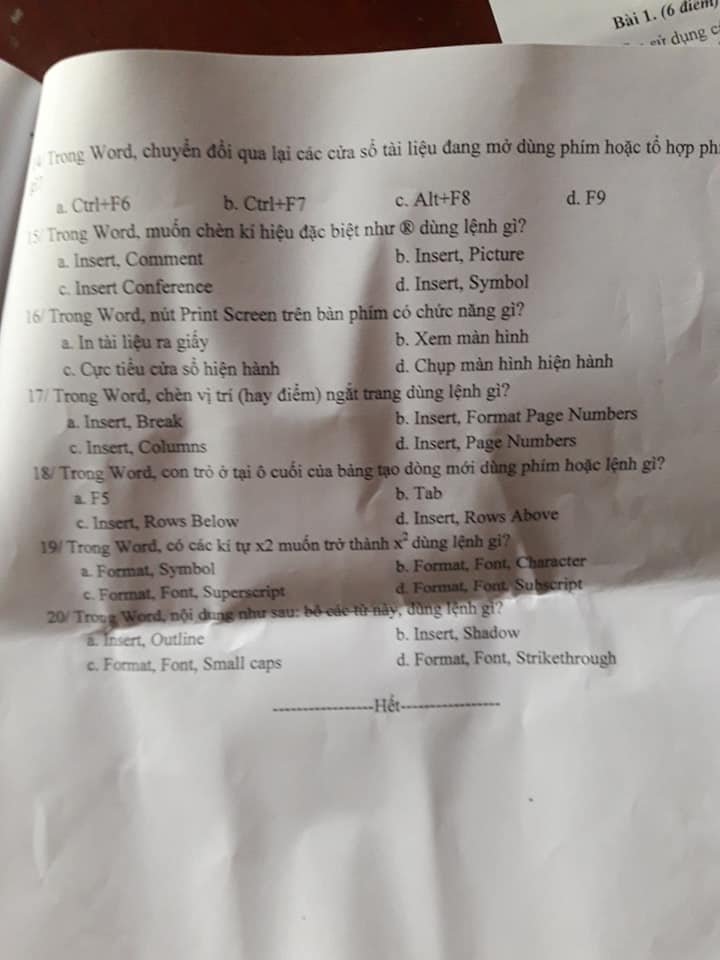 Bài 1. (6 điểm)
sử dụng c
Trong Word, chuyển đổi qua lại các cửa sổ tài liệu đang mở dùng phím hoặc tổ hợp ph
a. Ctrl+F6 b. Ctrl+F7 c. Alt+F8 d. F9
15/ Trong Word, muốn chèn kí hiệu đặc biệt như ® dùng lệnh gì?
a. Insert, Comment b. Insert, Picture
c. Insert Conference d. Insert, Symbol
16/ Trong Word, nút Print Screen trên bàn phím có chức năng gì?
a. In tài liệu ra giấy b. Xem màn hình
c. Cực tiểu cửa sổ hiện hành d. Chụp màn hình hiện hành
17/ Trong Word, chèn vị trí (hay điểm) ngắt trang dùng lệnh gì?
a. Insert, Break b. Insert, Format Page Numbers
c. Insert, Columns d. Insert, Page Numbers
18/ Trong Word, con trỏ ở tại ô cuối của bảng tạo dòng mới dùng phím hoặc lệnh gì?
a. F5 b. Tab
c. Insert, Rows Below d. Insert, Rows Above
19/ Trong Word, có các kí tự x2 muốn trở thành x² dùng lệnh gì?
a. Format, Symbol b. Format, Font, Character
c. Format, Font, Superscript d. Format, Font, Subscript
20/ Trong Word, nội dung như sau: bỏ các từ này, dùng lệnh gì?
a. Insert, Outline b. Insert, Shadow
c. Format, Font, Small caps d. Format, Font, Strikethrough
-----------------Hết-----------------